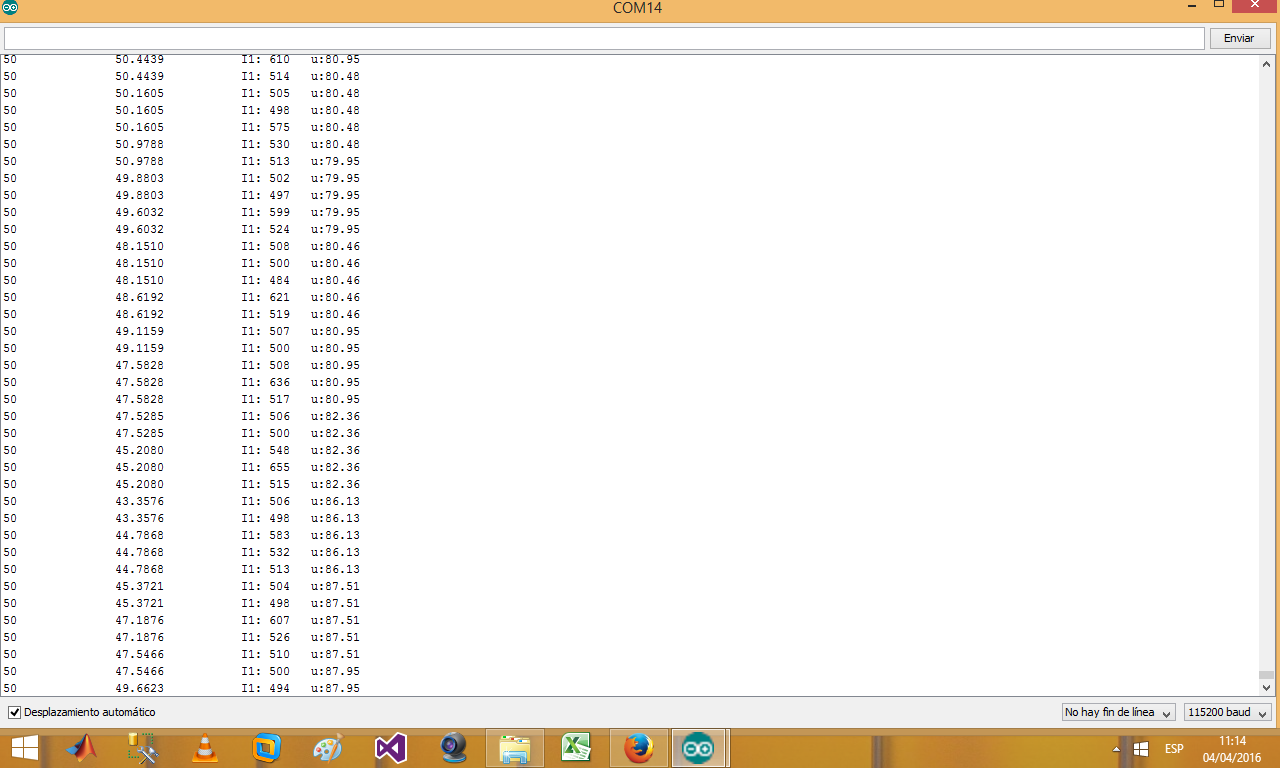 COM14
Enviar
50 50.4439 I1: 610 u:80.95
50 50.4439 I1: 514 u:80.48
50 50.1605 I1: 505 u:80.48
50 50.1605 I1: 498 u:80.48
50 50.1605 I1: 575 u:80.48
50 50.9788 I1: 530 u:80.48
50 50.9788 I1: 513 u:79.95
50 49.8803 I1: 502 u:79.95
50 49.8803 I1: 497 u:79.95
50 49.6032 I1: 599 u:79.95
50 49.6032 I1: 524 u:79.95
50 48.1510 I1: 508 u:80.46
50 48.1510 I1: 500 u:80.46
50 48.1510 I1: 484 u:80.46
50 48.6192 I1: 621 u:80.46
50 48.6192 I1: 519 u:80.46
50 49.1159 I1: 507 u:80.95
50 49.1159 I1: 500 u:80.95
50 47.5828 I1: 508 u:80.95
50 47.5828 I1: 636 u:80.95
50 47.5828 I1: 517 u:80.95
50 47.5285 I1: 506 u:82.36
50 47.5285 I1: 500 u:82.36
50 45.2080 I1: 548 u:82.36
50 45.2080 I1: 655 u:82.36
50 45.2080 I1: 515 u:82.36
50 43.3576 I1: 506 u:86.13
50 43.3576 I1: 498 u:86.13
50 44.7868 I1: 583 u:86.13
50 44.7868 I1: 532 u:86.13
50 44.7868 I1: 513 u:86.13
50 45.3721 I1: 504 u:87.51
50 45.3721 I1: 498 u:87.51
50 47.1876 I1: 607 u:87.51
50 47.1876 I1: 526 u:87.51
50 47.5466 I1: 510 u:87.51
50 47.5466 I1: 500 u:87.95
50 49.6623 I1: 494 u:87.95
Desplazamiento automático No hay fin de línea 115200 baud
ESP
11:14
04/04/2016